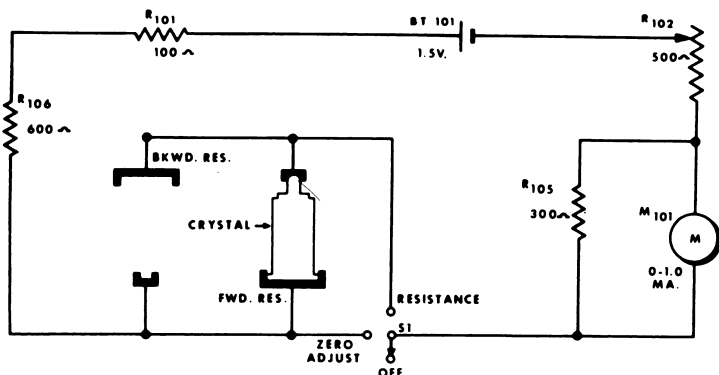 R101
100 ~
BT 101
1.5V.
R102
500~
R106
600 ~
BKWD. RES.
CRYSTAL
FWD. RES.
R105
300~
M101
M
0-1.0
MA.
RESISTANCE
S1
ZERO
ADJUST
OFF